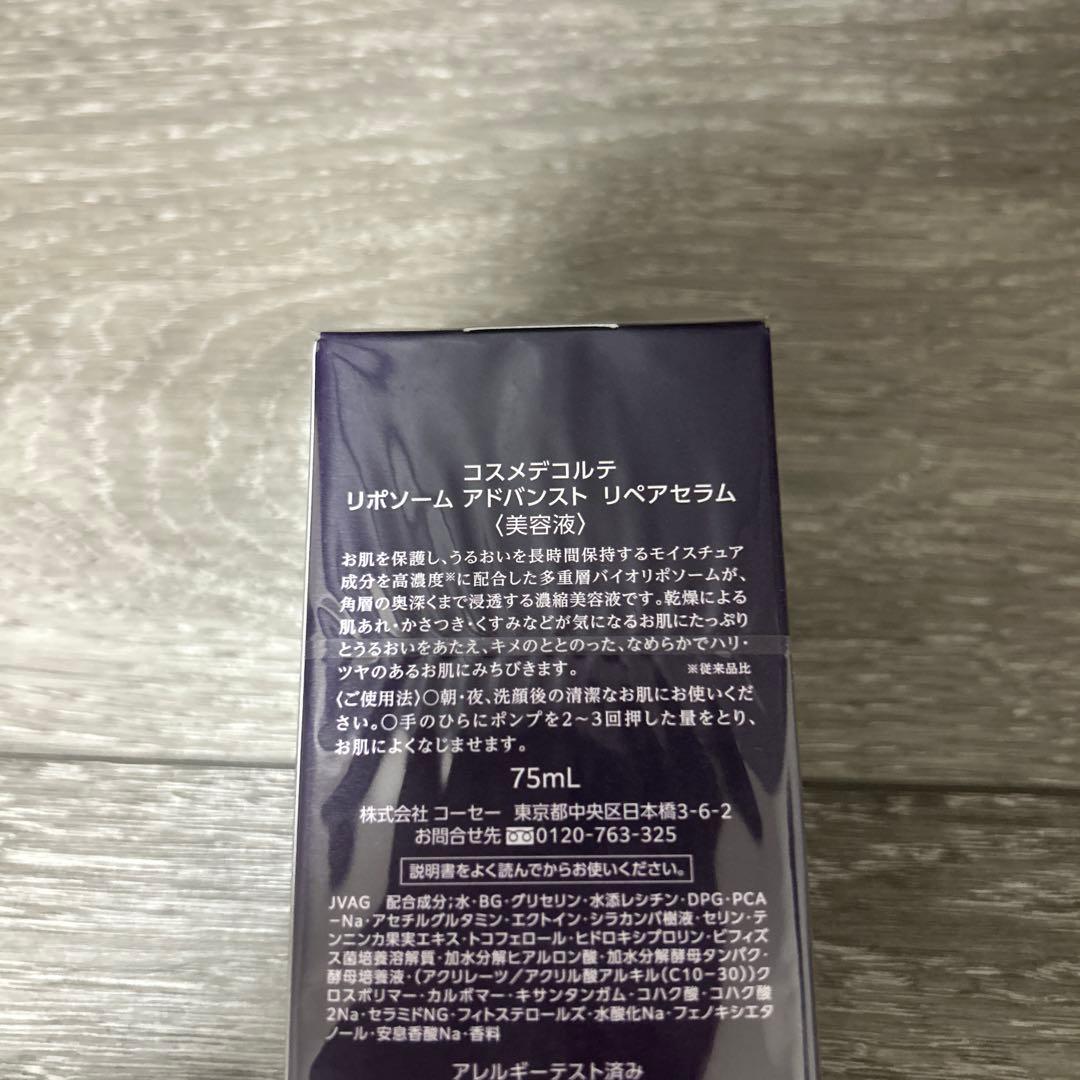 コスメデコルテ
リポソーム アドバンスト リペアセラム
〈美容液〉
お肌を保護し、うるおいを長時間保持するモイスチュア
成分を高濃度※に配合した多重層バイオリポソームが、
角層の奥深くまで浸透する濃縮美容液です。乾燥による
肌あれ・かさつき・くすみなどが気になるお肌にたっぷり
とうるおいをあたえ、キメのととのった、なめらかでハリ・
ツヤのあるお肌にみちびきます。 ※従来品比
〈ご使用法〉〇朝・夜、洗顔後の清潔なお肌にお使いくだ
さい。〇手のひらにポンプを2〜3回押した量をとり、
お肌によくなじませます。
75mL
株式会社 コーセー 東京都中央区日本橋3-6-2
お問合せ先 0120-763-325
説明書をよく読んでからお使いください。
JVAG 配合成分;水・BG・グリセリン・水添レシチン・DPG・PCA
-Na・アセチルグルタミン・エクトイン・シラカンバ樹液・セリン・テ
ンニンカ果実エキス・トコフェロール・ヒドロキシプロリン・ビフィズ
ス菌培養溶解質・加水分解ヒアルロン酸・加水分解酵母タンパク・
酵母培養液・(アクリレーツ/アクリル酸アルキル(C10-30))ク
ロスポリマー・カルボマー・キサンタンガム・コハク酸・コハク酸
2Na・セラミドNG・フィトステロールズ・水酸化Na・フェノキシエタ
ノール・安息香酸Na・香料
アレルギーテスト済み